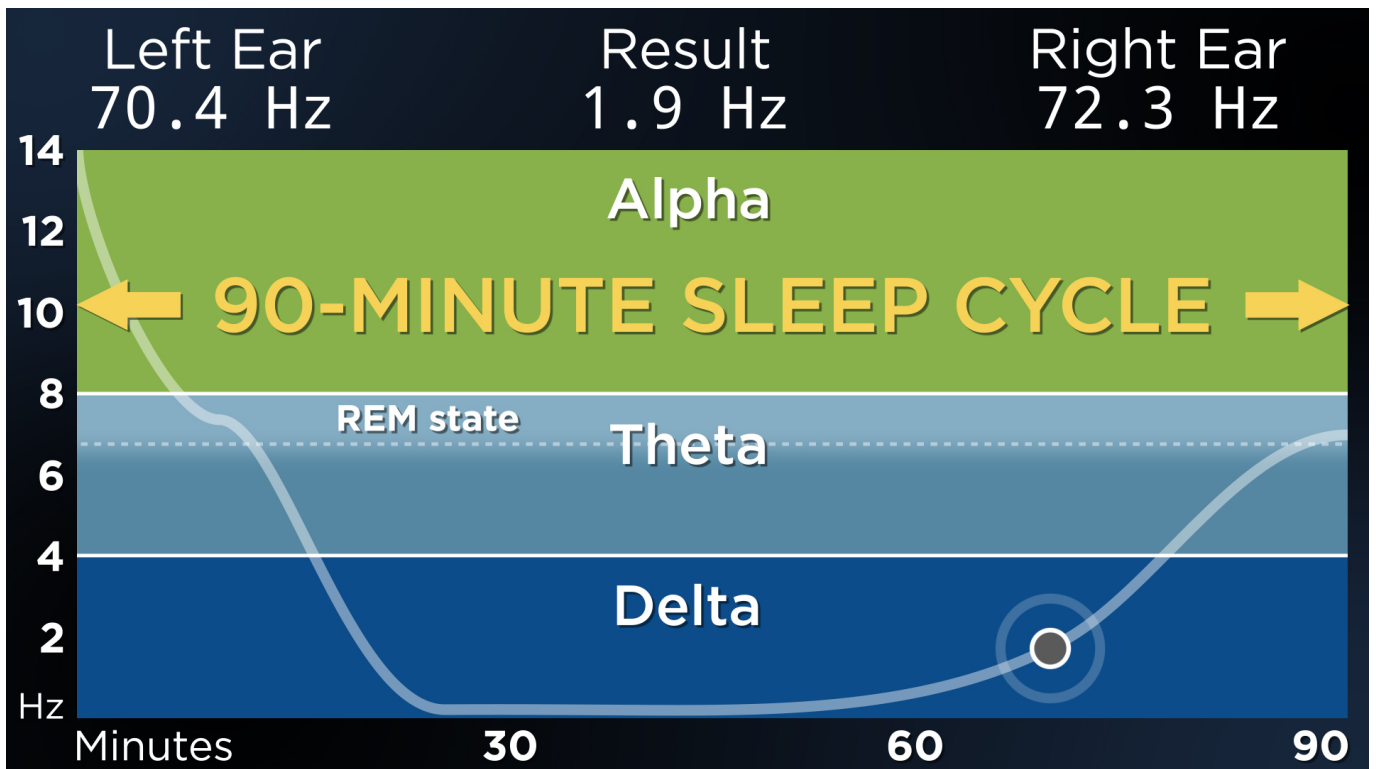 Left Ear
70.4 Hz
Result
1.9 Hz
Right Ear
72.3 Hz
14
12
10
8
6
4
2
Hz
Alpha
90-MINUTE SLEEP CYCLE
REM state
Theta
Delta
Minutes 30 60 90